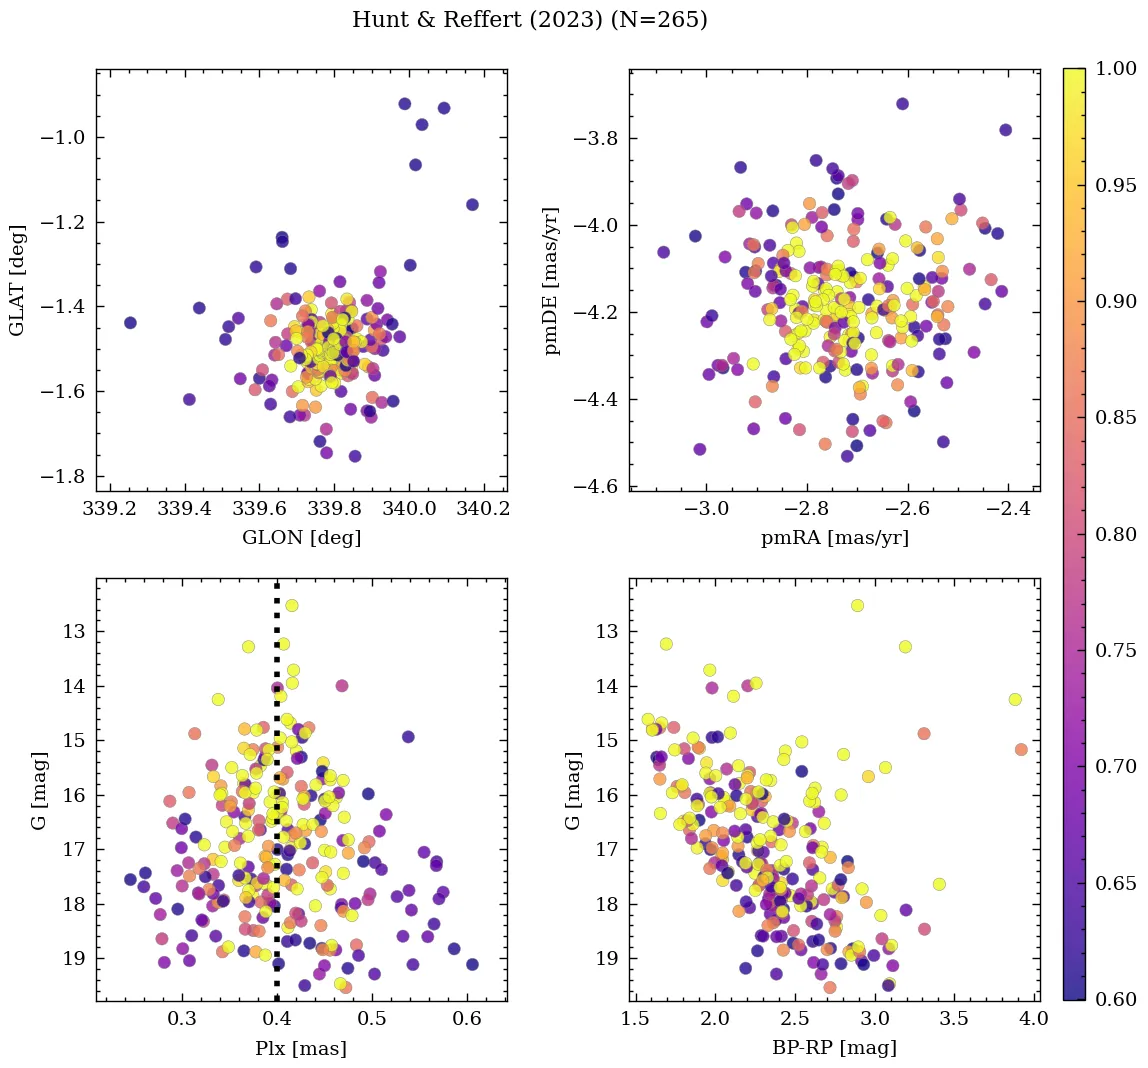 Hunt & Reffert (2023) (N=265)
GLAT [deg]
−1.0
−1.2
−1.4
−1.6
−1.8
339.2 339.4 339.6 339.8 340.0 340.2
GLON [deg]
pmDE [mas/yr]
−3.8
−4.0
−4.2
−4.4
−4.6
−3.0 −2.8 −2.6 −2.4
pmRA [mas/yr]
G [mag]
13
14
15
16
17
18
19
0.3 0.4 0.5 0.6
Plx [mas]
G [mag]
13
14
15
16
17
18
19
1.5 2.0 2.5 3.0 3.5 4.0
BP-RP [mag]
1.00
0.95
0.90
0.85
0.80
0.75
0.70
0.65
0.60